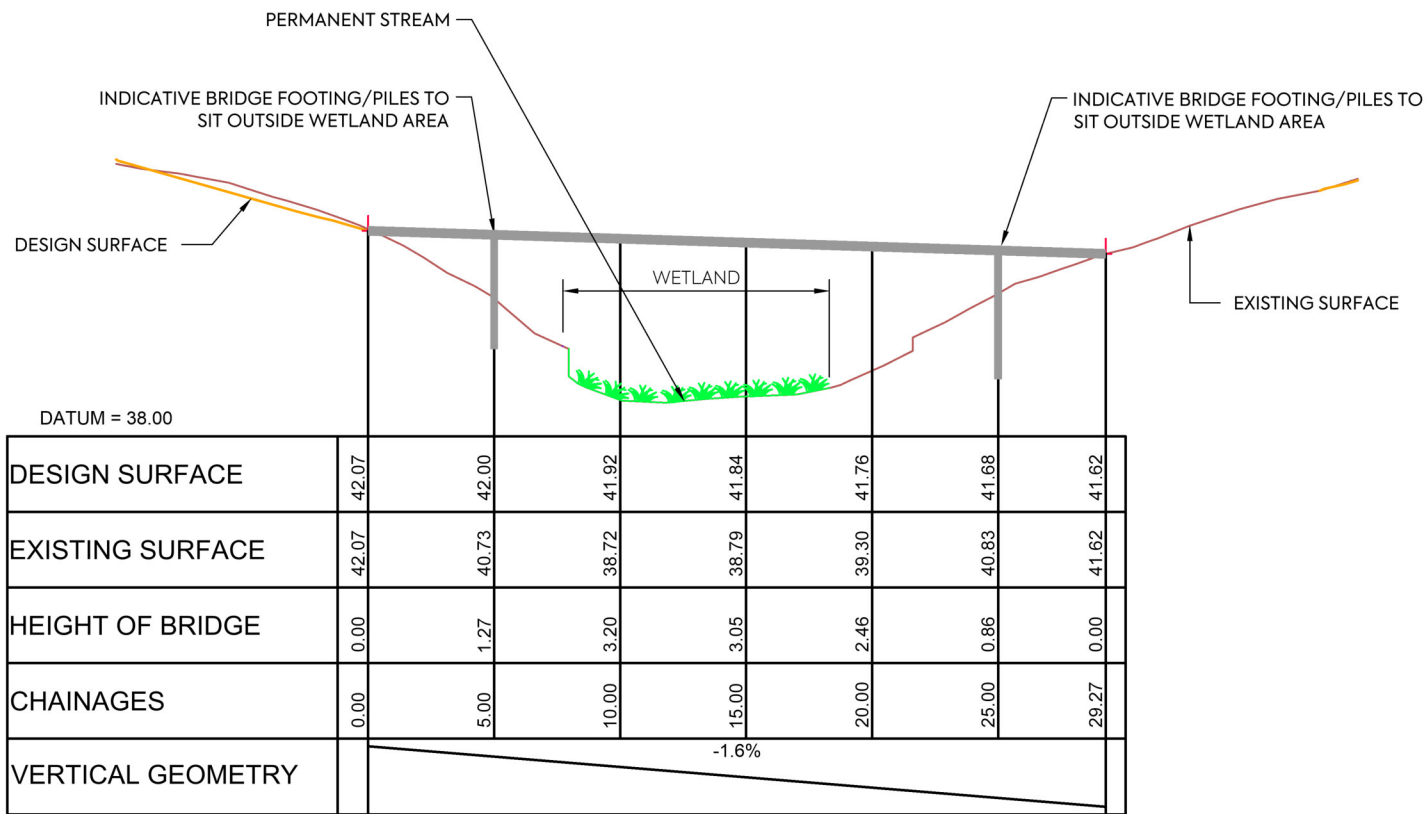 PERMANENT STREAM
INDICATIVE BRIDGE FOOTING/PILES TO
SIT OUTSIDE WETLAND AREA
INDICATIVE BRIDGE FOOTING/PILES TO
SIT OUTSIDE WETLAND AREA
DESIGN SURFACE
WETLAND
EXISTING SURFACE
DATUM = 38.00
DESIGN SURFACE 42.07 42.00 41.92 41.84 41.76 41.68 41.62
EXISTING SURFACE 42.07 40.73 38.72 38.79 39.30 40.83 41.62
HEIGHT OF BRIDGE 0.00 1.27 3.20 3.05 2.46 0.86 0.00
CHAINAGES 0.00 5.00 10.00 15.00 20.00 25.00 29.27
VERTICAL GEOMETRY -1.6%